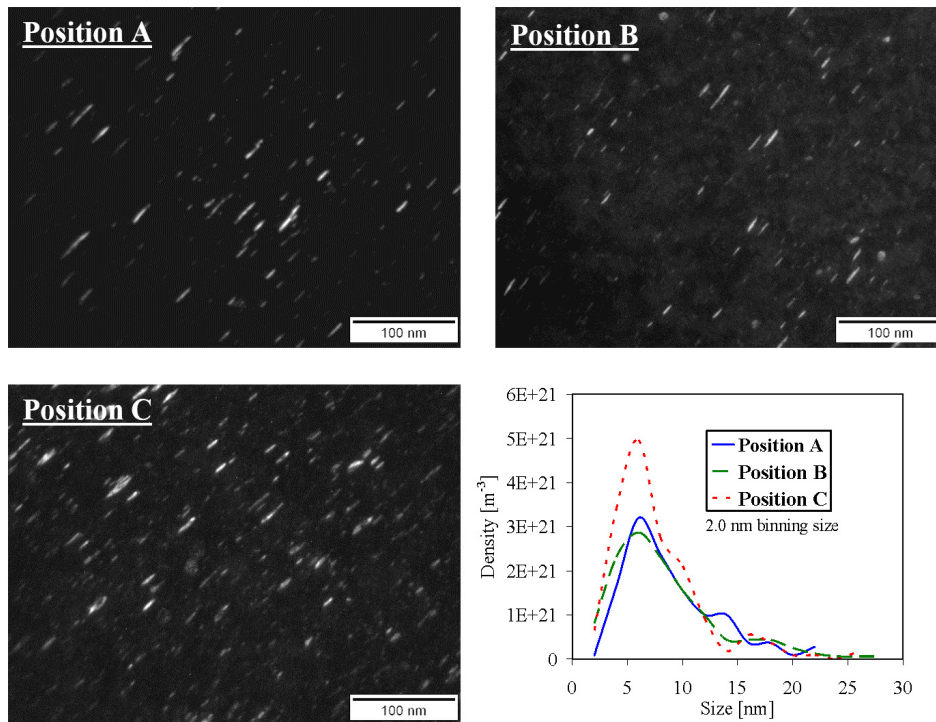 Position A
100 nm
Position B
100 nm
Position C
100 nm
6E+21
5E+21
4E+21
3E+21
2E+21
1E+21
0
Density [m⁻³]
Position A
Position B
Position C
2.0 nm binning size
0 5 10 15 20 25 30
Size [nm]